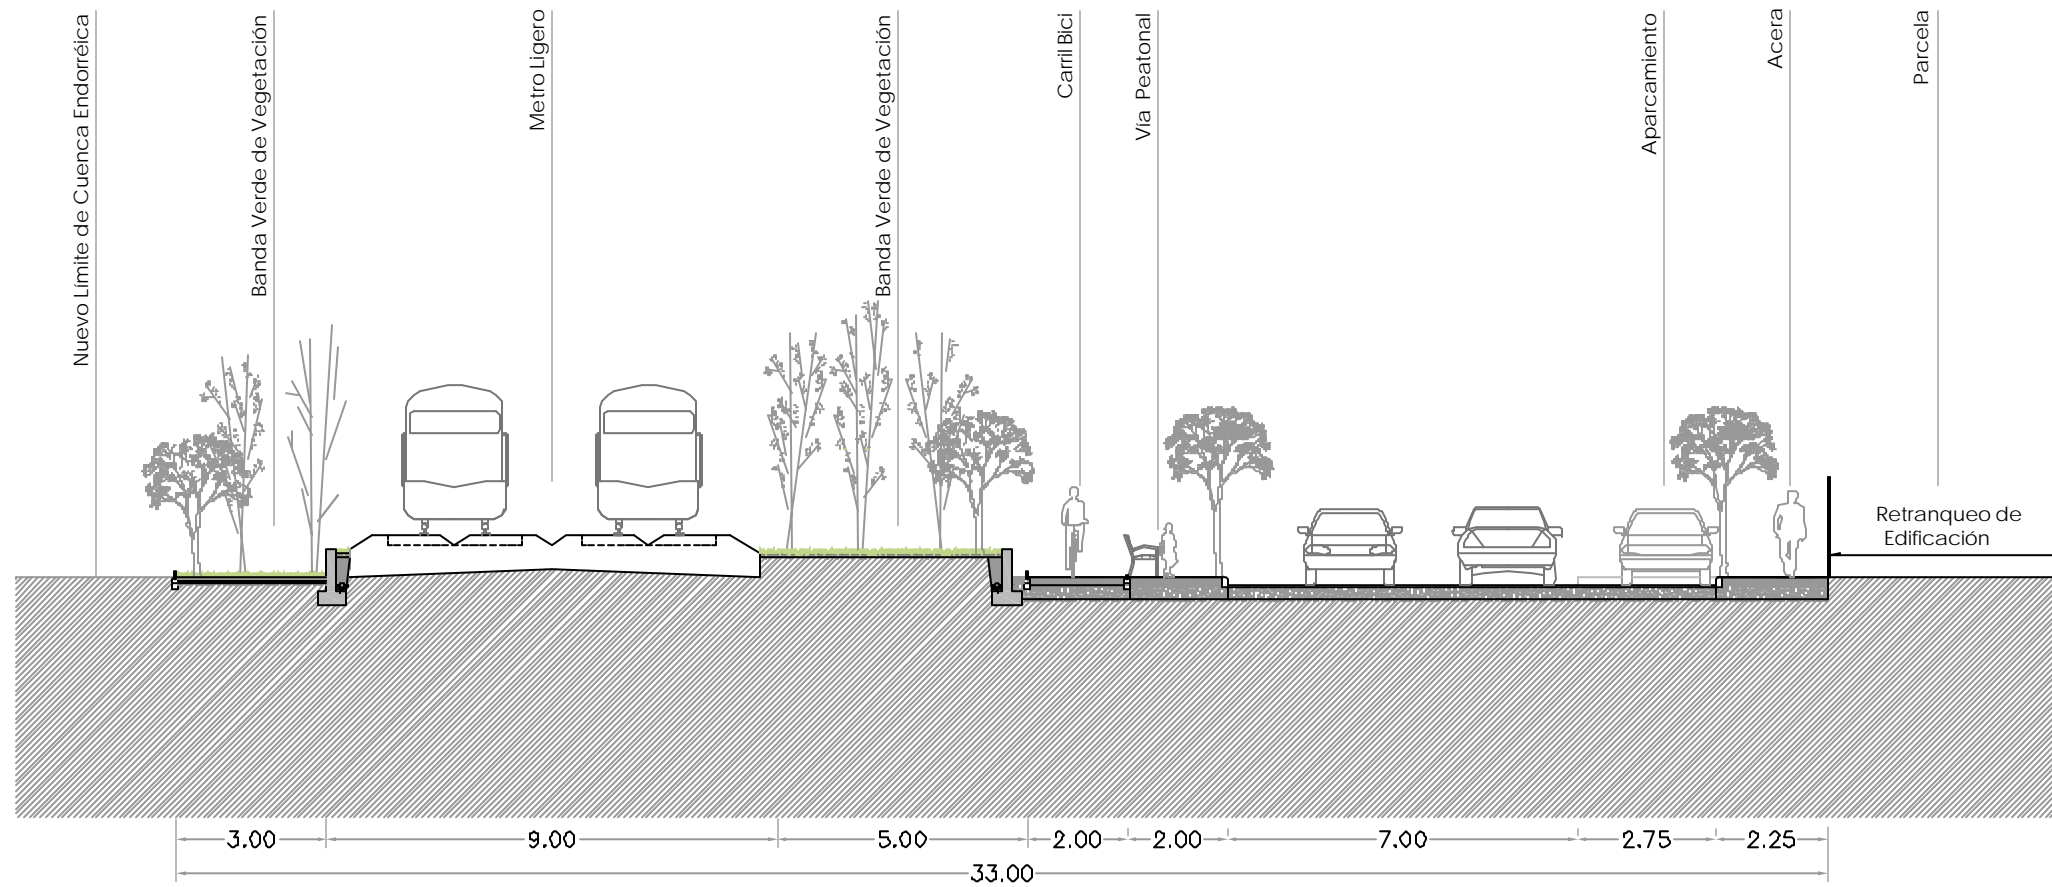 Nuevo Límite de Cuenca Endorréica
Banda Verde de Vegetación
Metro Ligero
Banda Verde de Vegetación
Carril Bici
Vía Peatonal
Aparcamiento
Acera
Parcela
Retranqueo de
Edificación
3.00
9.00
5.00
2.00
2.00
7.00
2.75
2.25
33.00